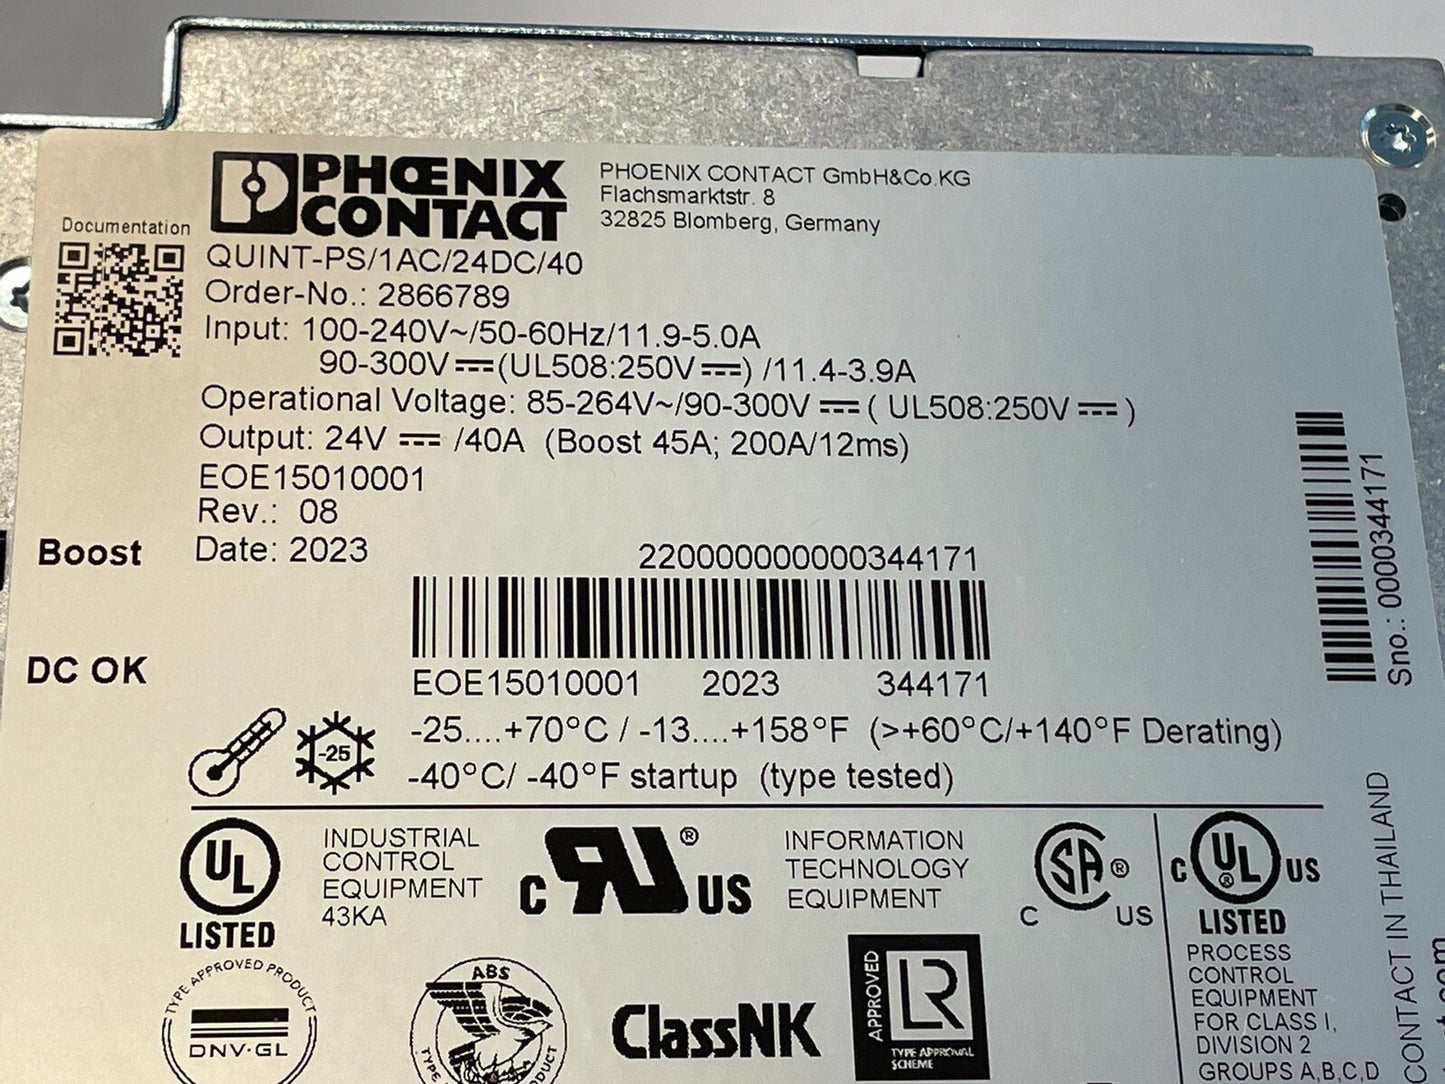 PHŒNIX
CONTACT
PHOENIX CONTACT GmbH&Co.KG
Flachsmarktstr. 8
32825 Blomberg, Germany
Documentation
QUINT-PS/1AC/24DC/40
Order-No.: 2866789
Input: 100-240V~/50-60Hz/11.9-5.0A
90-300V⎓(UL508:250V⎓) /11.4-3.9A
Operational Voltage: 85-264V~/90-300V ⎓ ( UL508:250V ⎓ )
Output: 24V ⎓ /40A (Boost 45A; 200A/12ms)
EOE15010001
Rev.: 08
Date: 2023
Boost
220000000000344171
DC OK
EOE15010001 2023 344171
Sno.: 0000344171
-25....+70°C / -13....+158°F (>+60°C/+140°F Derating)
-25
-40°C/ -40°F startup (type tested)
UL
LISTED
INDUSTRIAL
CONTROL
EQUIPMENT
43KA
C RU ® US
INFORMATION
TECHNOLOGY
EQUIPMENT
C SA ® US
C UL ® US
LISTED
PROCESS
CONTROL
EQUIPMENT
FOR CLASS I,
DIVISION 2
GROUPS A,B,C,D
TYPE APPROVED PRODUCT
DNV·GL
ABS
TYPE
PRODUCT
ClassNK
APPROVED
LR
TYPE APPROVAL
SCHEME
CONTACT IN THAILAND